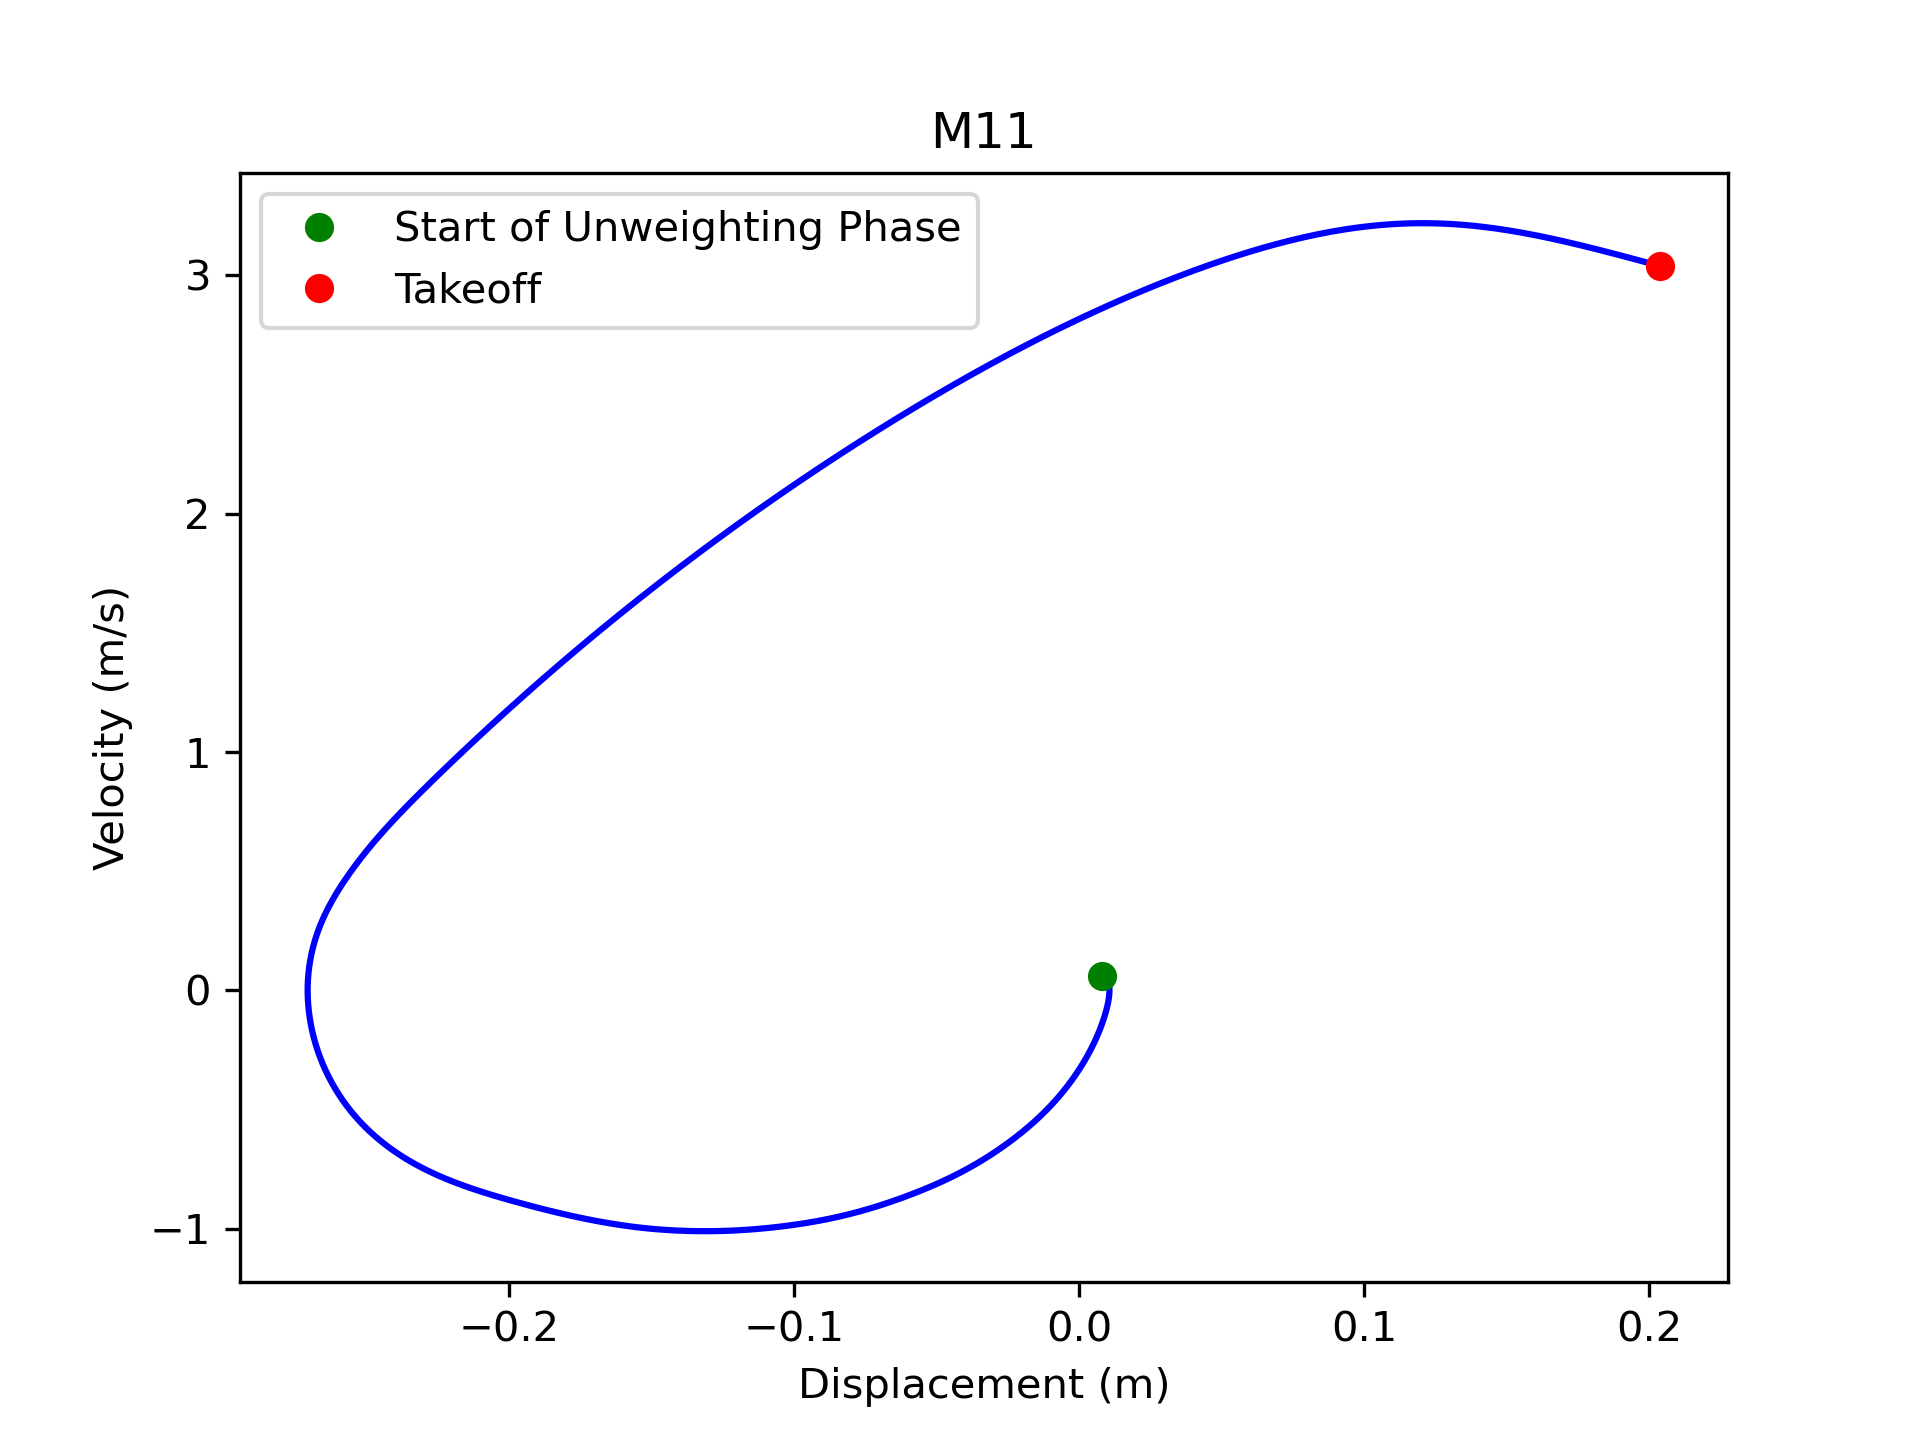 M11
Start of Unweighting Phase
Takeoff
3
2
1
0
−1
Velocity (m/s)
−0.2 −0.1 0.0 0.1 0.2
Displacement (m)